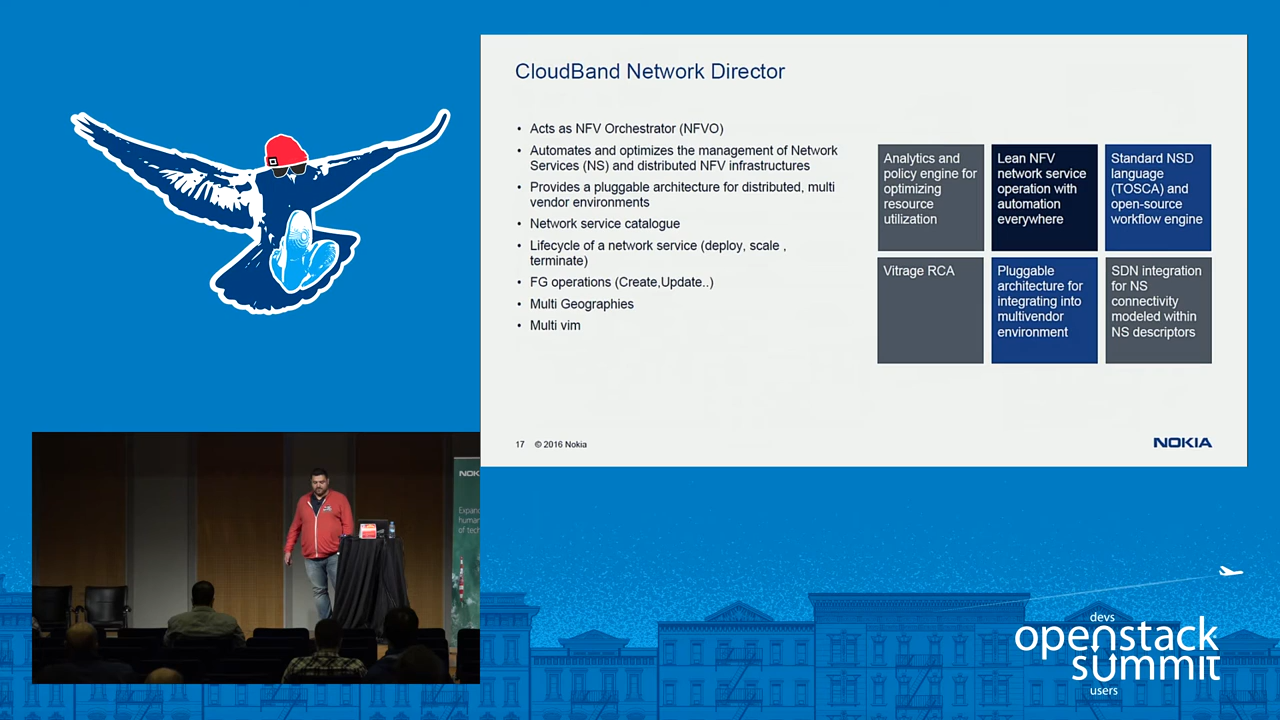 CloudBand Network Director
• Acts as NFV Orchestrator (NFVO)
• Automates and optimizes the management of Network
Services (NS) and distributed NFV infrastructures
• Provides a pluggable architecture for distributed, multi
vendor environments
• Network service catalogue
• Lifecycle of a network service (deploy, scale ,
terminate)
• FG operations (Create,Update..)
• Multi Geographies
• Multi vim
Analytics and
policy engine for
optimizing
resource
utilization
Lean NFV
network service
operation with
automation
everywhere
Standard NSD
language
(TOSCA) and
open-source
workflow engine
Vitrage RCA
Pluggable
architecture for
integrating into
multivendor
environment
SDN integration
for NS
connectivity
modeled within
NS descriptors
17 © 2016 Nokia
NOKIA
NOK
Expand
human
of tech
devs
openstack
summit
users